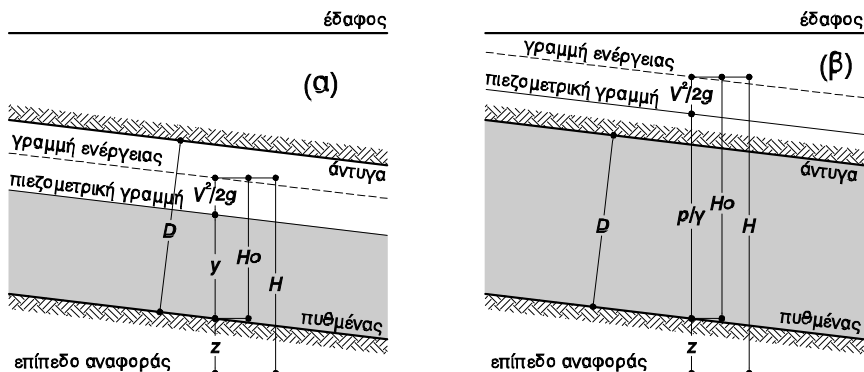 έδαφος
(α)
γραμμή ενέργειας
άντυγα
πιεζομετρική γραμμή
V²/2g
D
y
Ho
H
πυθμένας
z
επίπεδο αναφοράς
έδαφος
γραμμή ενέργειας
(β)
πιεζομετρική γραμμή
V²/2g
άντυγα
D
p/γ
Ho
H
πυθμένας
z
επίπεδο αναφοράς